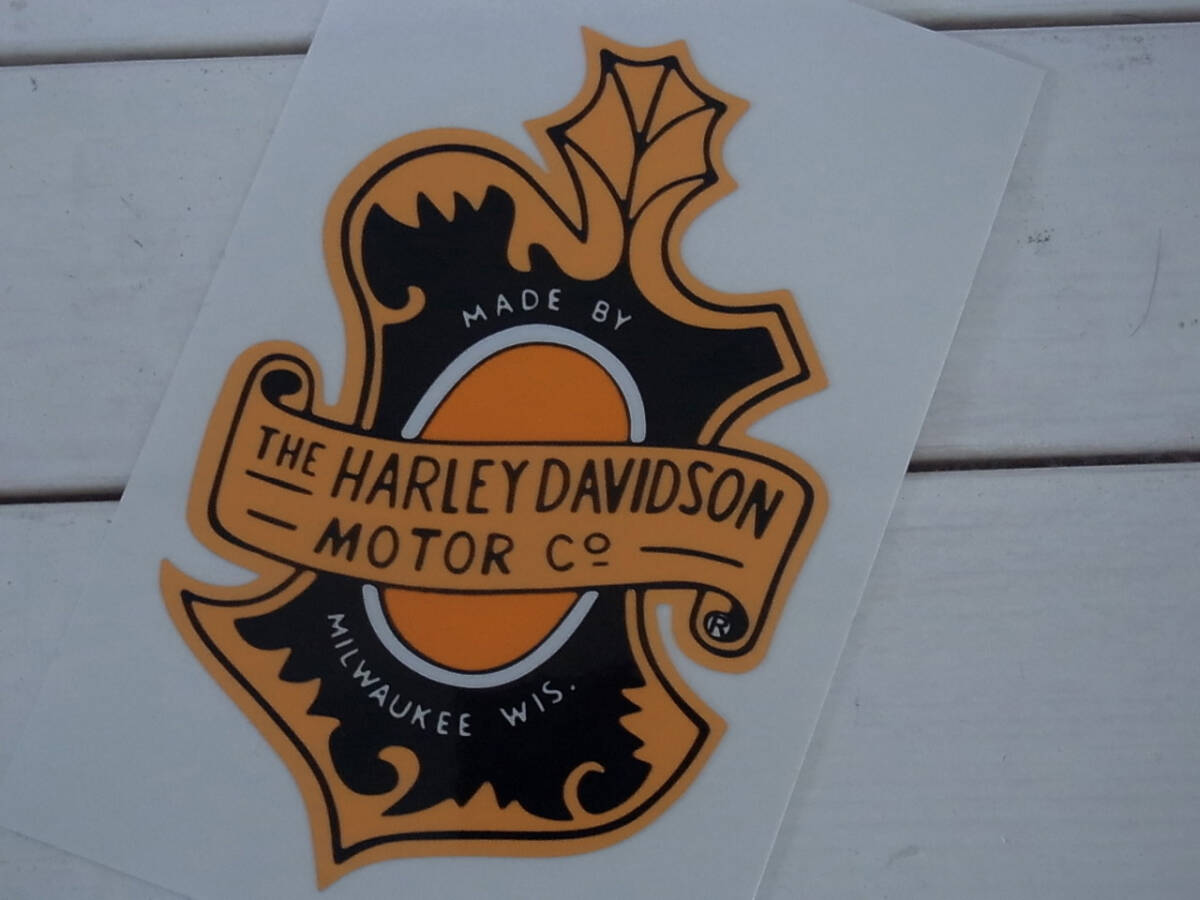 MADE BY
THE HARLEY DAVIDSON
MOTOR Cº
®
MILWAUKEE WIS.